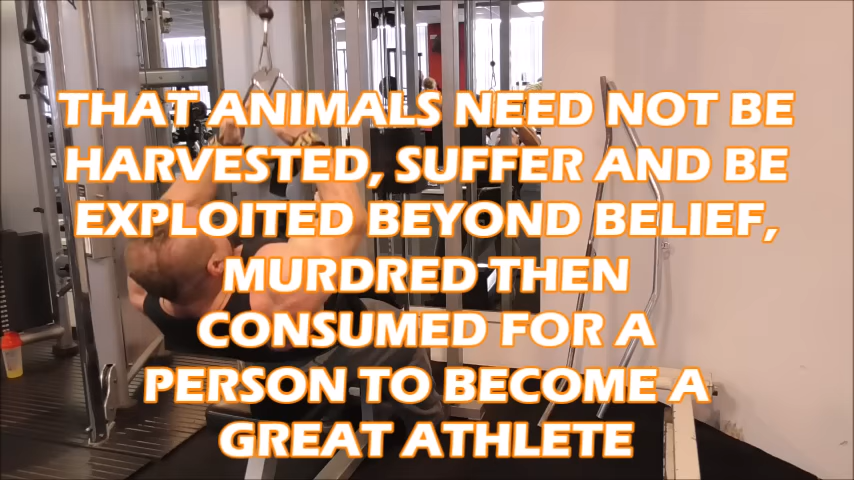 THAT ANIMALS NEED NOT BE
HARVESTED, SUFFER AND BE
EXPLOITED BEYOND BELIEF,
MURDRED THEN
CONSUMED FOR A
PERSON TO BECOME A
GREAT ATHLETE